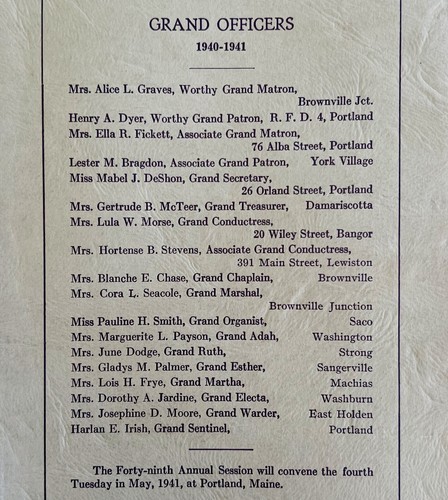 GRAND OFFICERS
1940-1941
Mrs. Alice L. Graves, Worthy Grand Matron,
Brownville Jct.
Henry A. Dyer, Worthy Grand Patron, R. F. D. 4, Portland
Mrs. Ella R. Fickett, Associate Grand Matron,
76 Alba Street, Portland
Lester M. Bragdon, Associate Grand Patron, York Village
Miss Mabel J. DeShon, Grand Secretary,
26 Orland Street, Portland
Mrs. Gertrude B. McTeer, Grand Treasurer, Damariscotta
Mrs. Lula W. Morse, Grand Conductress,
20 Wiley Street, Bangor
Mrs. Hortense B. Stevens, Associate Grand Conductress,
391 Main Street, Lewiston
Mrs. Blanche E. Chase, Grand Chaplain, Brownville
Mrs. Cora L. Seacole, Grand Marshal,
Brownville Junction
Miss Pauline H. Smith, Grand Organist, Saco
Mrs. Marguerite L. Payson, Grand Adah, Washington
Mrs. June Dodge, Grand Ruth, Strong
Mrs. Gladys M. Palmer, Grand Esther, Sangerville
Mrs. Lois H. Frye, Grand Martha, Machias
Mrs. Dorothy A. Jardine, Grand Electa, Washburn
Mrs. Josephine D. Moore, Grand Warder, East Holden
Harlan E. Irish, Grand Sentinel, Portland
The Forty-ninth Annual Session will convene the fourth
Tuesday in May, 1941, at Portland, Maine.